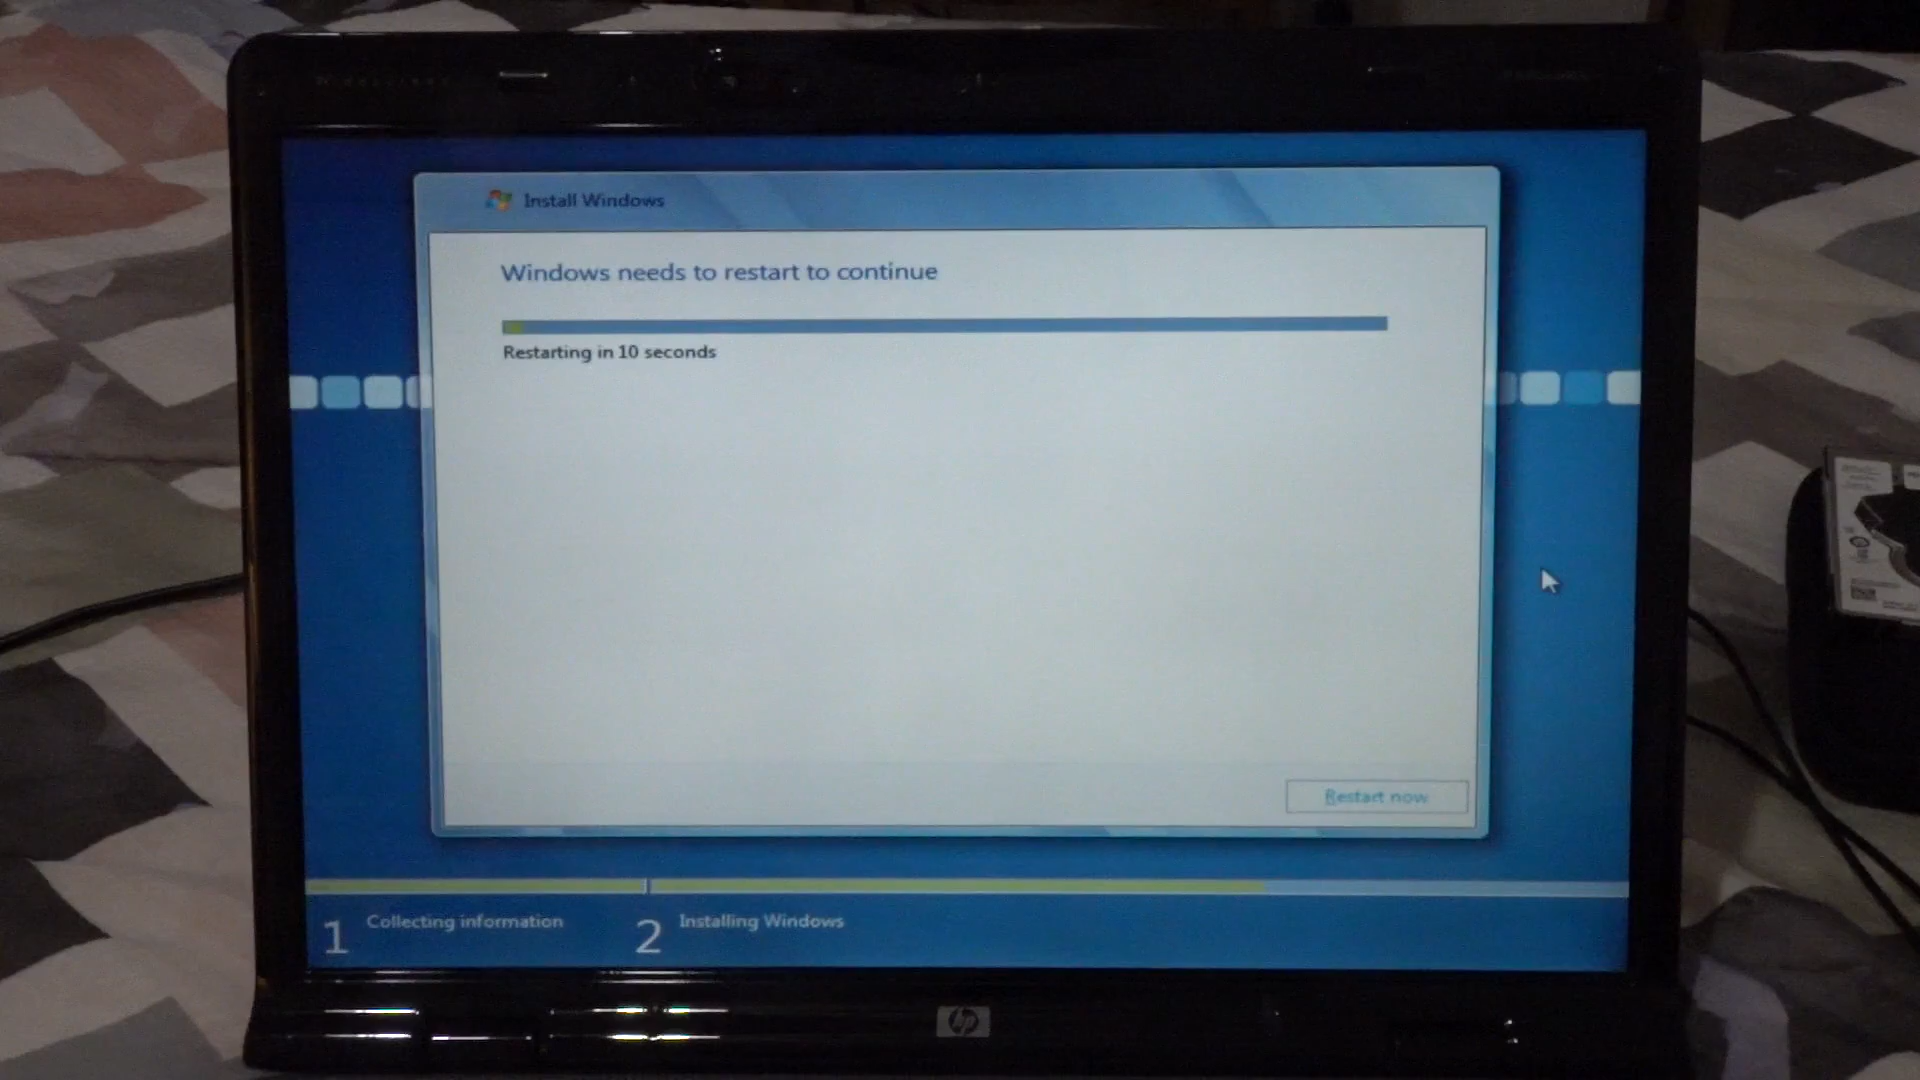 Install Windows
Windows needs to restart to continue
Restarting in 10 seconds
Restart now
1 Collecting information
2 Installing Windows
hp